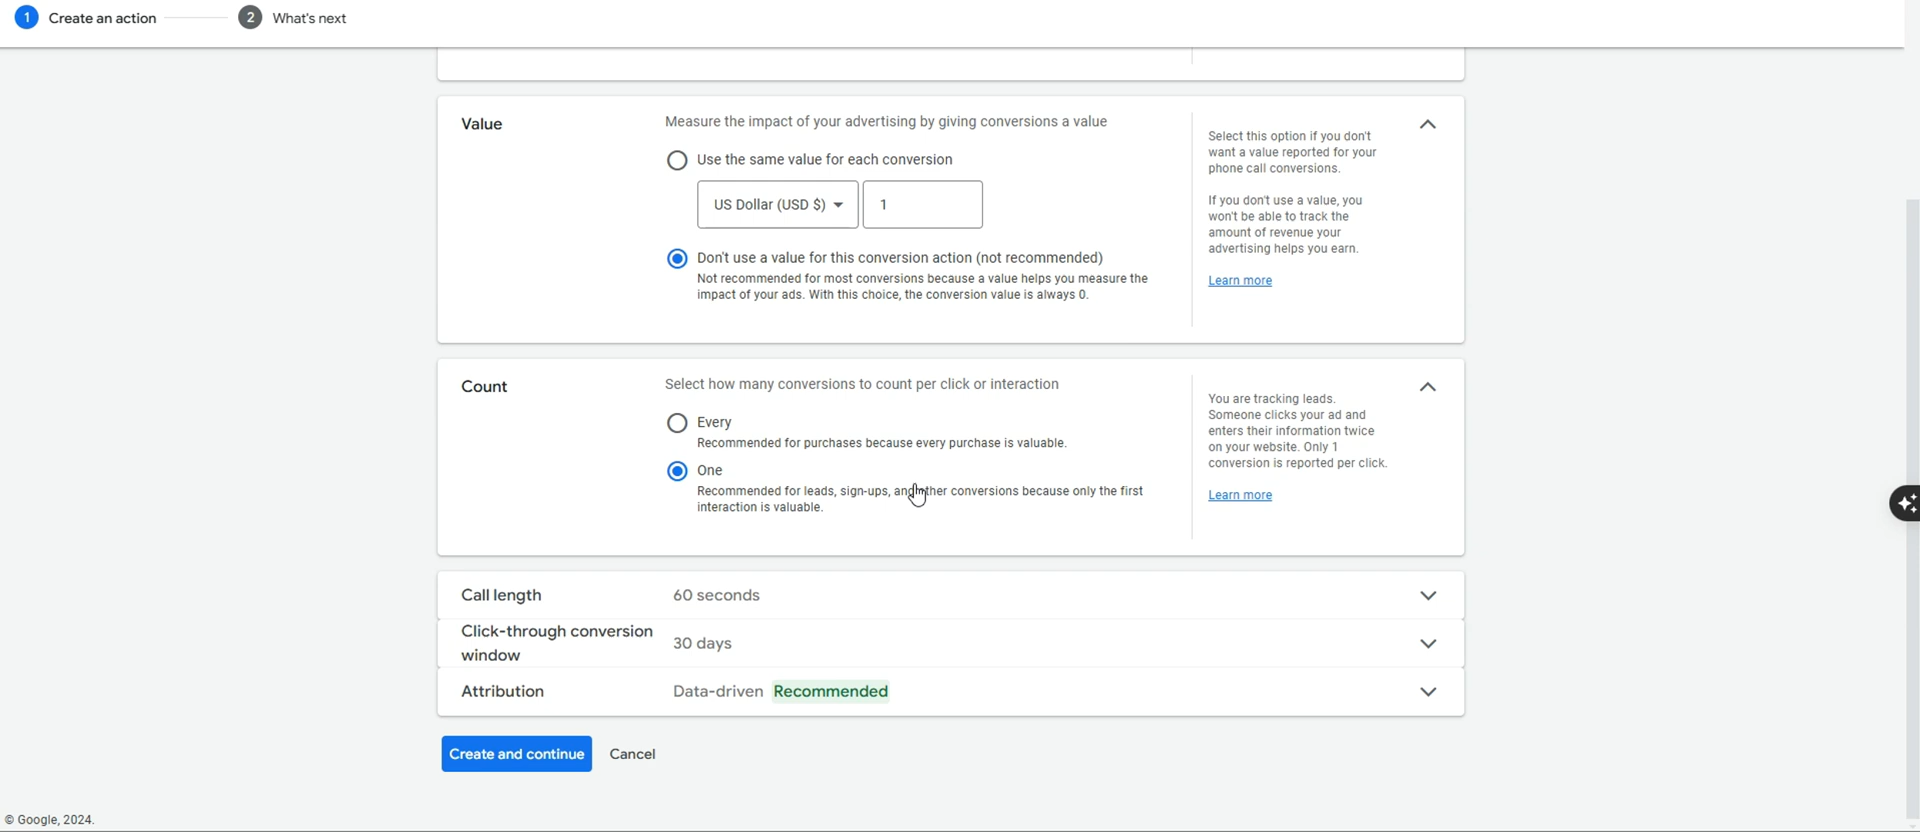 1 Create an action 2 What's next
Value
Measure the impact of your advertising by giving conversions a value
Use the same value for each conversion
US Dollar (USD $) 1
Don't use a value for this conversion action (not recommended)
Not recommended for most conversions because a value helps you measure the
impact of your ads. With this choice, the conversion value is always 0.
Select this option if you don't
want a value reported for your
phone call conversions.
If you don't use a value, you
won't be able to track the
amount of revenue your
advertising helps you earn.
Learn more
Count
Select how many conversions to count per click or interaction
Every
Recommended for purchases because every purchase is valuable.
One
Recommended for leads, sign-ups, and other conversions because only the first
interaction is valuable.
You are tracking leads.
Someone clicks your ad and
enters their information twice
on your website. Only 1
conversion is reported per click.
Learn more
Call length 60 seconds
Click-through conversion
window
30 days
Attribution Data-driven Recommended
Create and continue Cancel
© Google, 2024.